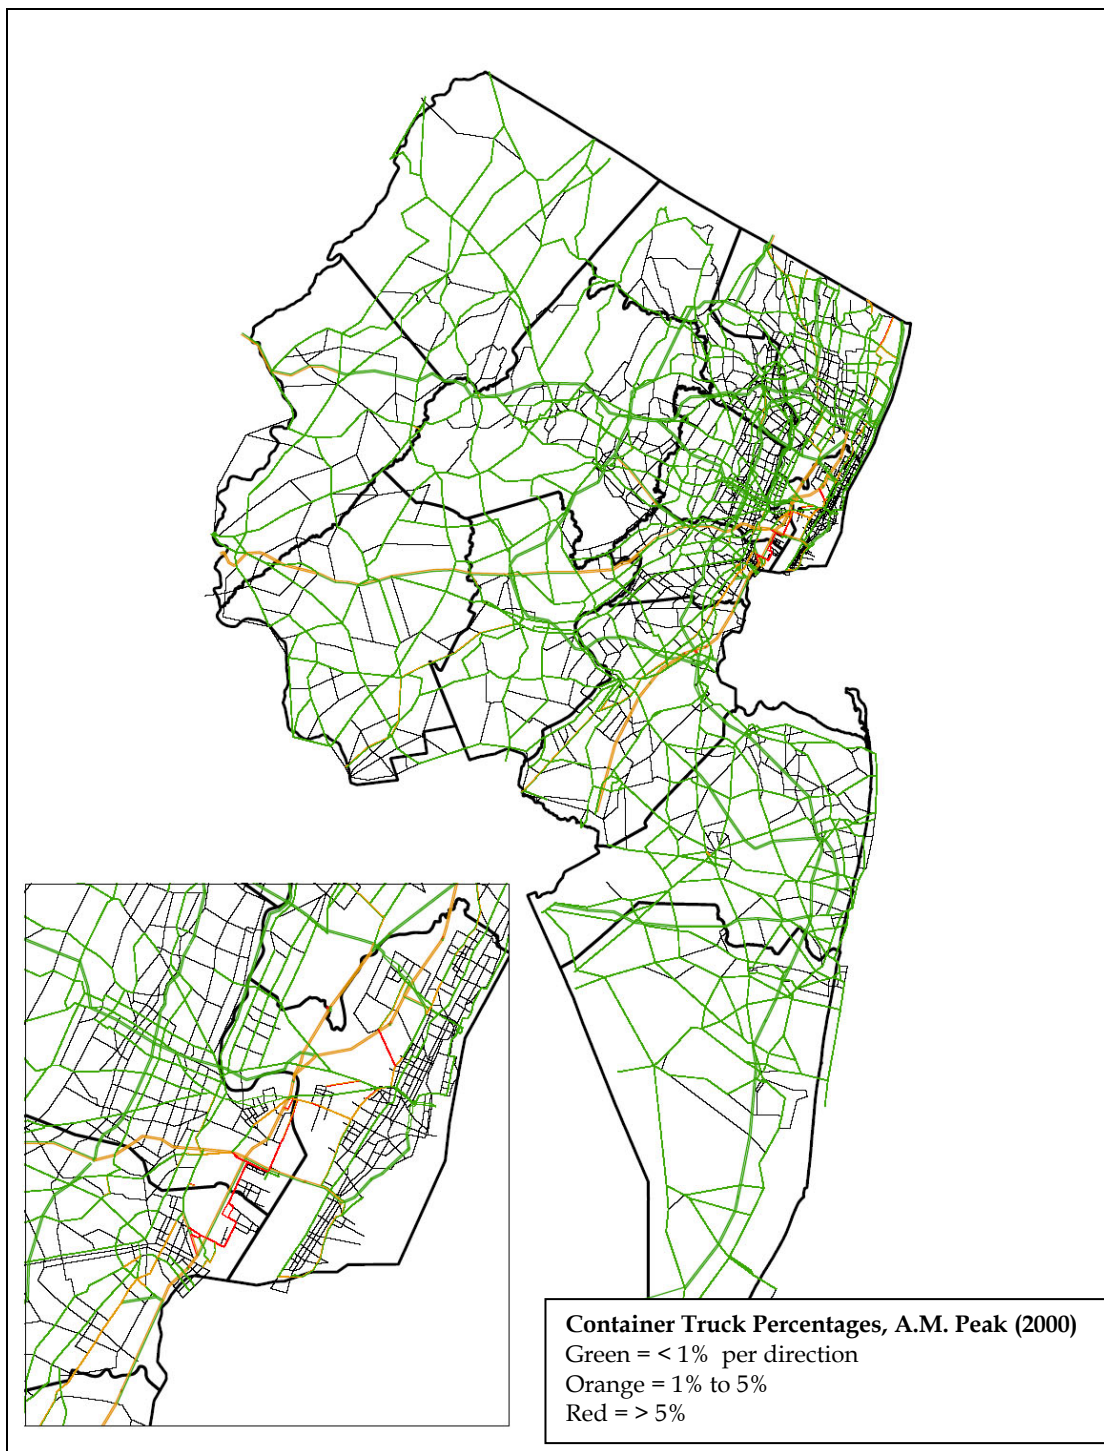 Container Truck Percentages, A.M. Peak (2000)
Green = < 1% per direction
Orange = 1% to 5%
Red = > 5%